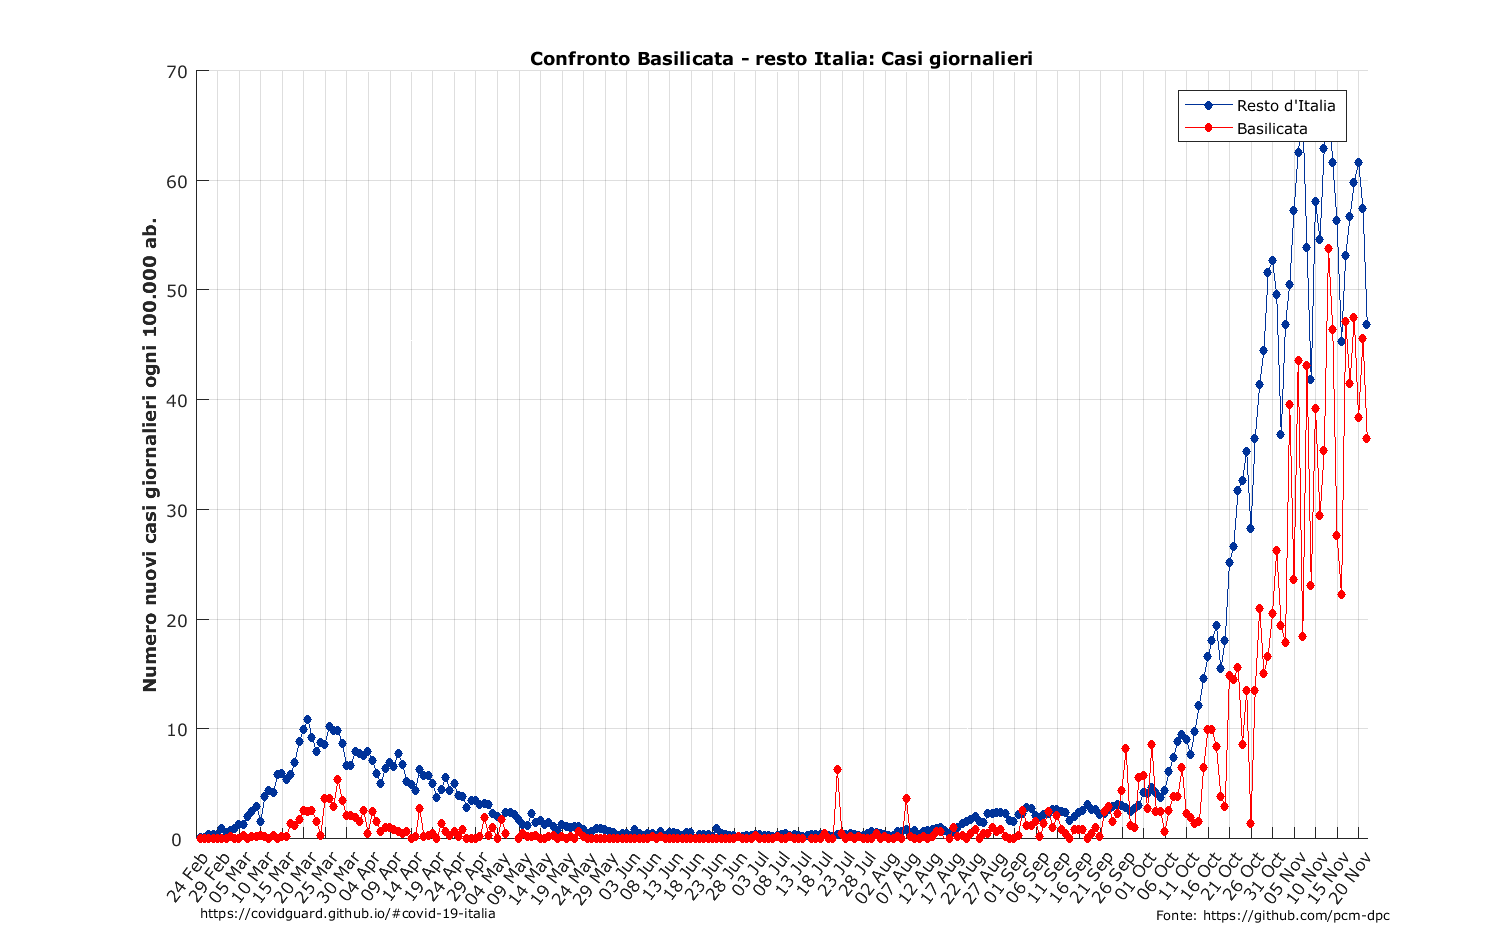 Confronto Basilicata - resto Italia: Casi giornalieri
Resto d'Italia
Basilicata
Numero nuovi casi giornalieri ogni 100.000 ab.
70
60
50
40
30
20
10
0
24 Feb
29 Feb
05 Mar
10 Mar
15 Mar
20 Mar
25 Mar
30 Mar
04 Apr
09 Apr
14 Apr
19 Apr
24 Apr
29 Apr
04 May
09 May
14 May
19 May
24 May
29 May
03 Jun
08 Jun
13 Jun
18 Jun
23 Jun
28 Jun
03 Jul
08 Jul
13 Jul
18 Jul
23 Jul
28 Jul
02 Aug
07 Aug
12 Aug
17 Aug
22 Aug
27 Aug
01 Sep
06 Sep
11 Sep
16 Sep
21 Sep
26 Sep
01 Oct
06 Oct
11 Oct
16 Oct
21 Oct
26 Oct
31 Oct
05 Nov
10 Nov
15 Nov
20 Nov
https://covidguard.github.io/#covid-19-italia
Fonte: https://github.com/pcm-dpc